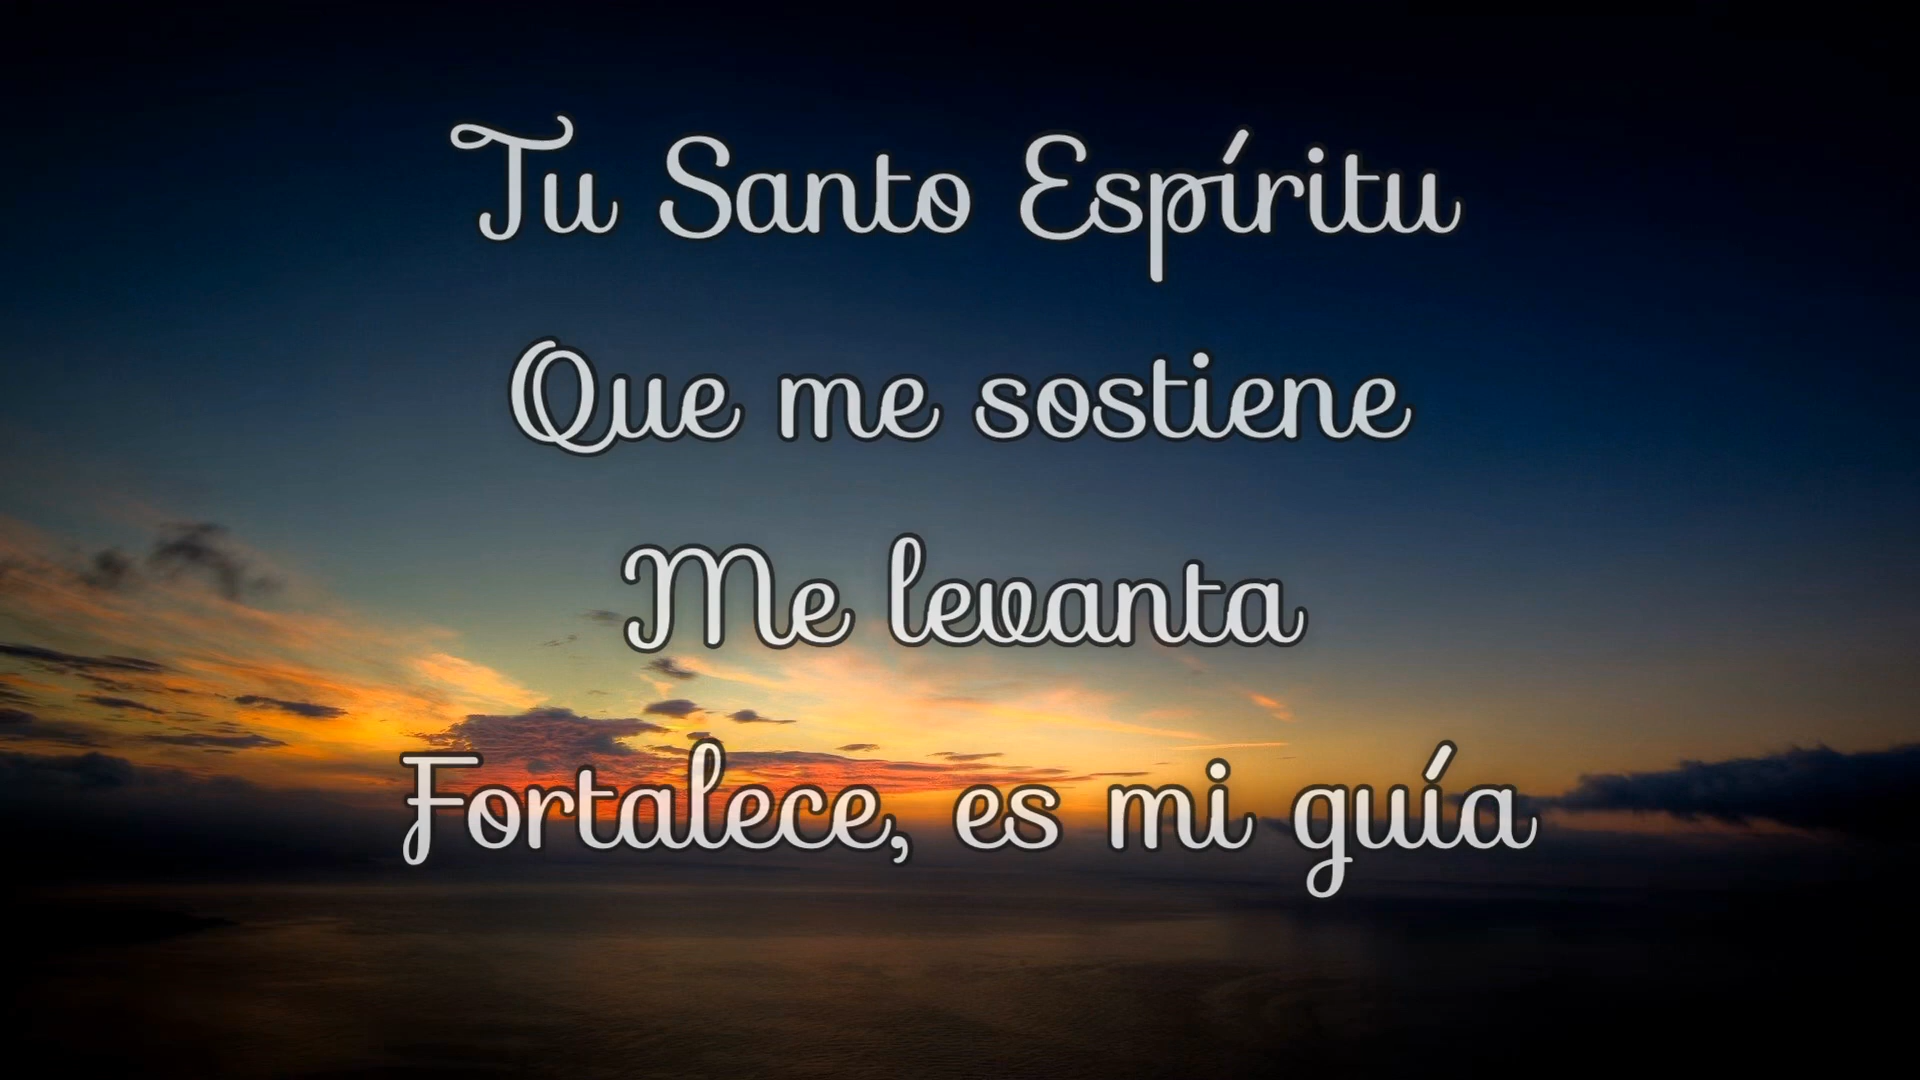 Tu Santo Espíritu
Que me sostiene
Me levanta
Fortalece, es mi guía